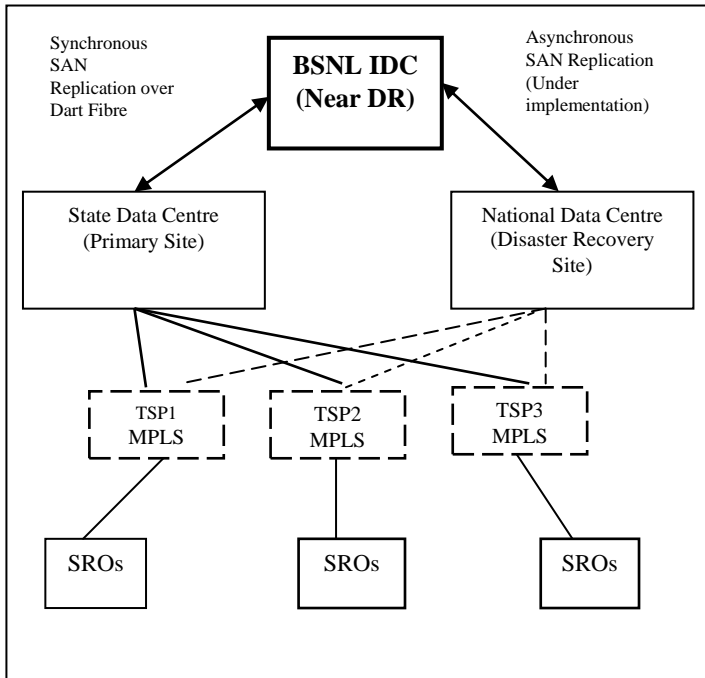 Synchronous
SAN
Replication over
Dart Fibre
BSNL IDC
(Near DR)
Asynchronous
SAN Replication
(Under
implementation)
State Data Centre
(Primary Site)
National Data Centre
(Disaster Recovery
Site)
TSP1
MPLS
TSP2
MPLS
TSP3
MPLS
SROs
SROs
SROs